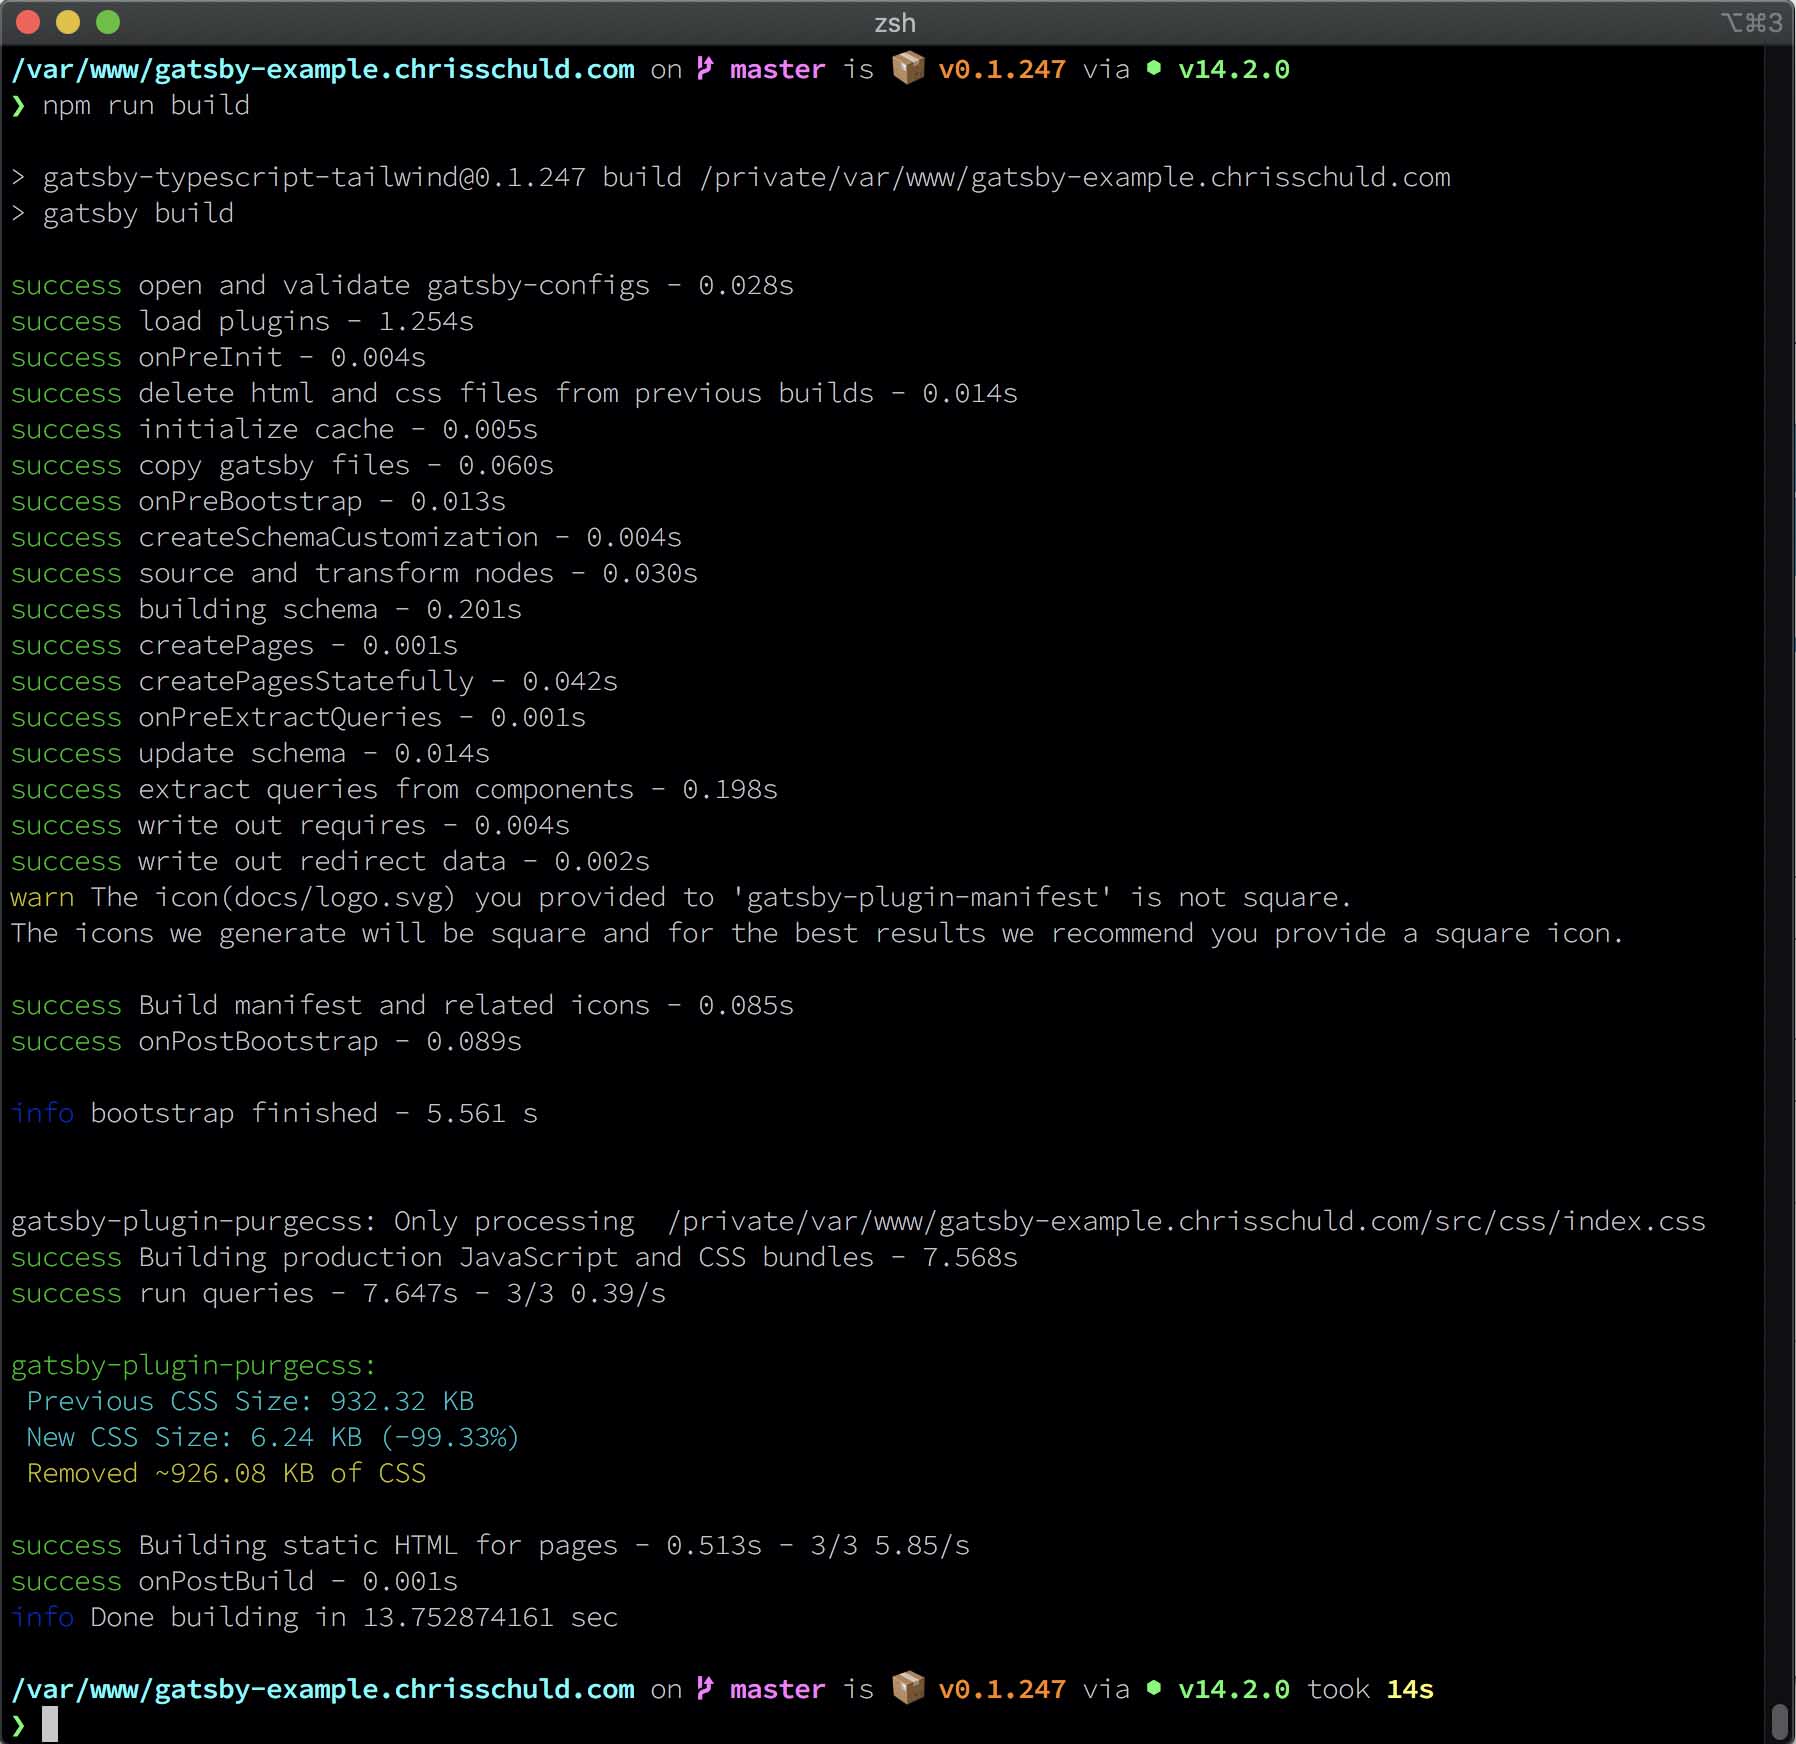 zsh
⌥⌘3
/var/www/gatsby-example.chrisschuld.com on master is 📦 v0.1.247 via ⬢ v14.2.0
❯ npm run build
> gatsby-typescript-tailwind@0.1.247 build /private/var/www/gatsby-example.chrisschuld.com
> gatsby build
success open and validate gatsby-configs - 0.028s
success load plugins - 1.254s
success onPreInit - 0.004s
success delete html and css files from previous builds - 0.014s
success initialize cache - 0.005s
success copy gatsby files - 0.060s
success onPreBootstrap - 0.013s
success createSchemaCustomization - 0.004s
success source and transform nodes - 0.030s
success building schema - 0.201s
success createPages - 0.001s
success createPagesStatefully - 0.042s
success onPreExtractQueries - 0.001s
success update schema - 0.014s
success extract queries from components - 0.198s
success write out requires - 0.004s
success write out redirect data - 0.002s
warn The icon(docs/logo.svg) you provided to 'gatsby-plugin-manifest' is not square.
The icons we generate will be square and for the best results we recommend you provide a square icon.
success Build manifest and related icons - 0.085s
success onPostBootstrap - 0.089s
info bootstrap finished - 5.561 s
gatsby-plugin-purgecss: Only processing  /private/var/www/gatsby-example.chrisschuld.com/src/css/index.css
success Building production JavaScript and CSS bundles - 7.568s
success run queries - 7.647s - 3/3 0.39/s
gatsby-plugin-purgecss:
Previous CSS Size: 932.32 KB
New CSS Size: 6.24 KB (-99.33%)
Removed ~926.08 KB of CSS
success Building static HTML for pages - 0.513s - 3/3 5.85/s
success onPostBuild - 0.001s
info Done building in 13.752874161 sec
/var/www/gatsby-example.chrisschuld.com on master is 📦 v0.1.247 via ⬢ v14.2.0 took 14s
❯